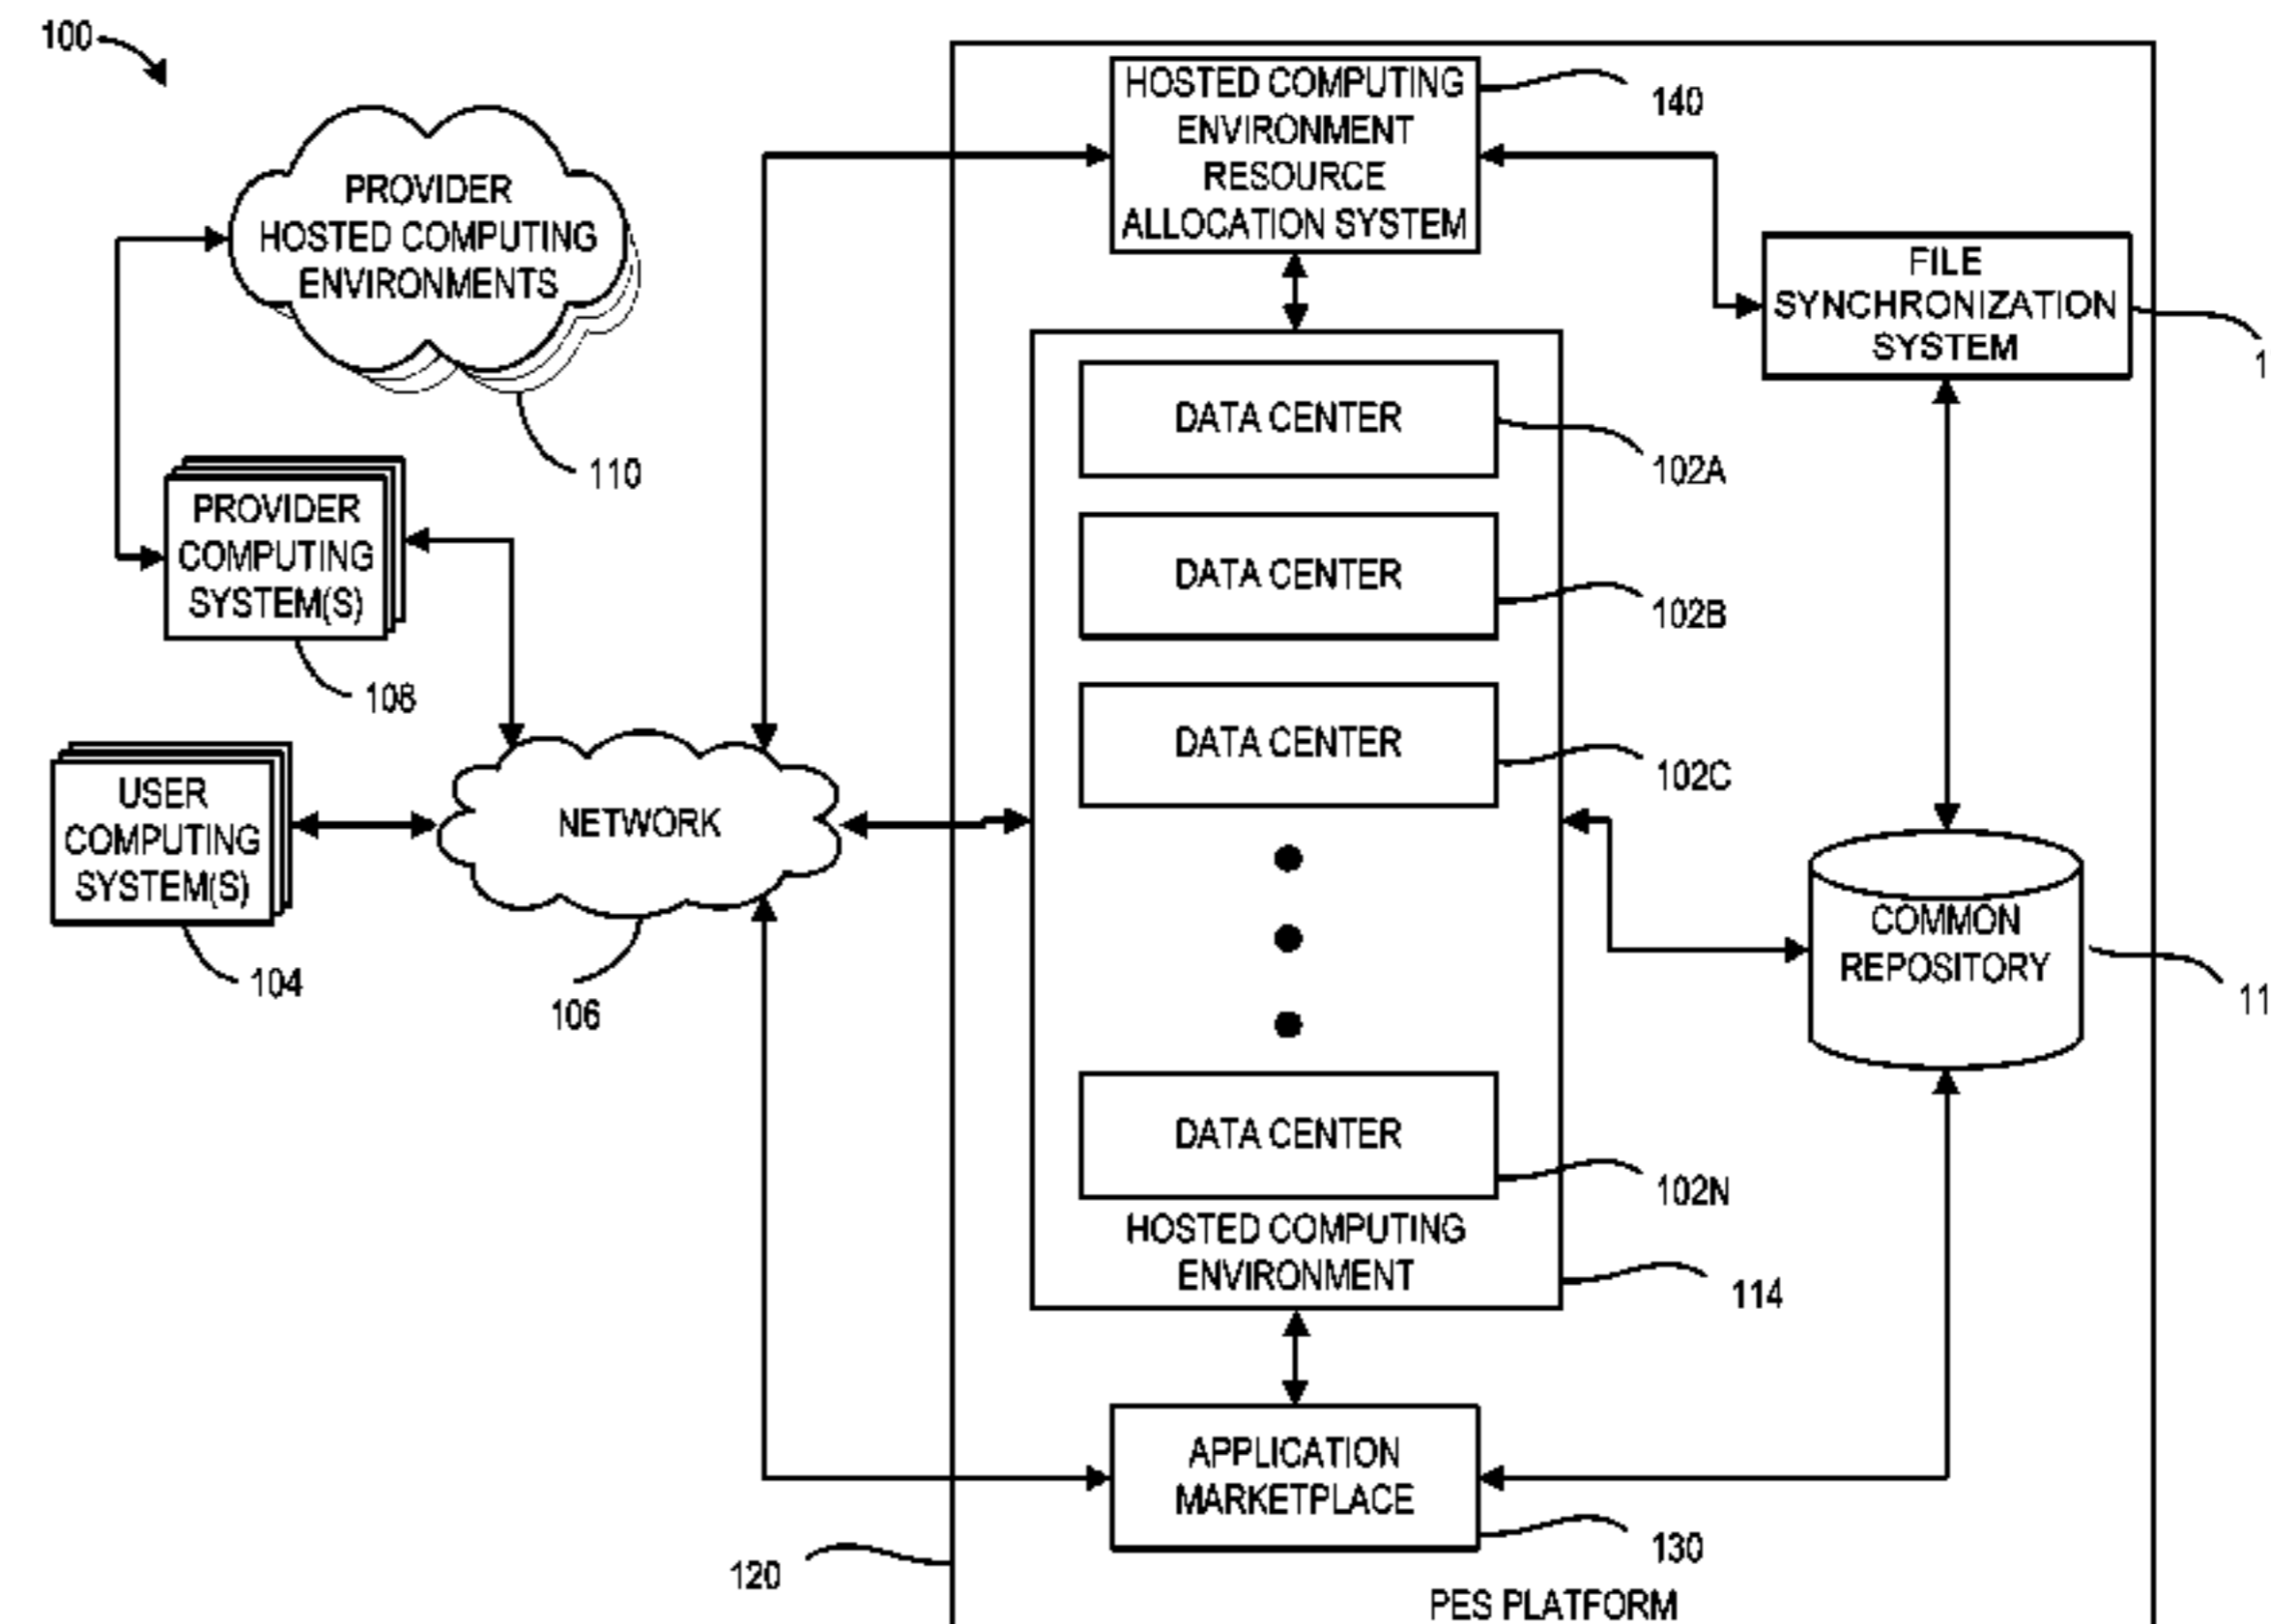 100
PROVIDER
HOSTED COMPUTING
ENVIRONMENTS
110
PROVIDER
COMPUTING
SYSTEM(S)
108
USER
COMPUTING
SYSTEM(S)
104
NETWORK
106
HOSTED COMPUTING
ENVIRONMENT
RESOURCE
ALLOCATION SYSTEM
140
FILE
SYNCHRONIZATION
SYSTEM
1
DATA CENTER
102A
DATA CENTER
102B
DATA CENTER
102C
DATA CENTER
102N
HOSTED COMPUTING
ENVIRONMENT
114
COMMON
REPOSITORY
11
APPLICATION
MARKETPLACE
130
120
PES PLATFORM